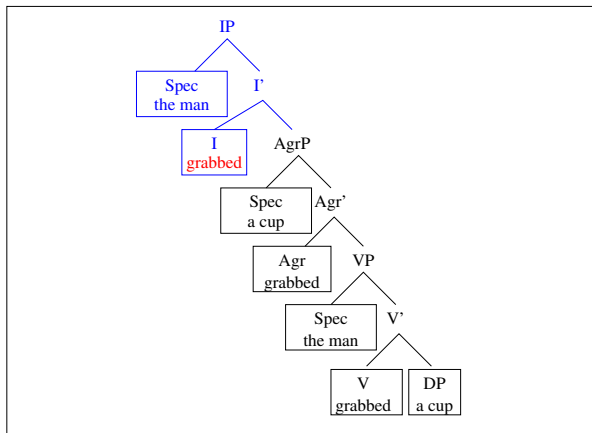 IP
Spec
the man
I'
I
grabbed
AgrP
Spec
a cup
Agr'
Agr
grabbed
VP
Spec
the man
V'
V
grabbed
DP
a cup